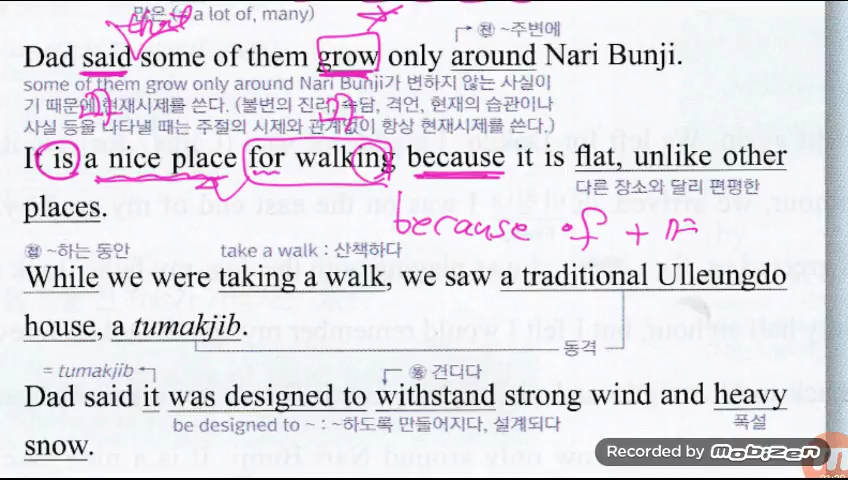 많은 (= a lot of, many)
that
전 ~주변에
Dad said some of them grow only around Nari Bunji.
some of them grow only around Nari Bunji가 변하지 않는 사실이
기 때문에 현재시제를 쓴다. (불변의 진리, 속담, 격언, 현재의 습관이나
사실 등을 나타낼 때는 주절의 시제와 관계없이 항상 현재시제를 쓴다.)
It is a nice place for walking because it is flat, unlike other
다른 장소와 달리 편평한
places.
because of +
접 ~하는 동안
take a walk : 산책하다
While we were taking a walk, we saw a traditional Ulleungdo
house, a tumakjib.
동격
= tumakjib
동 견디다
Dad said it was designed to withstand strong wind and heavy
be designed to ~ : ~하도록 만들어지다, 설계되다
폭설
snow.
Recorded by Mobizen